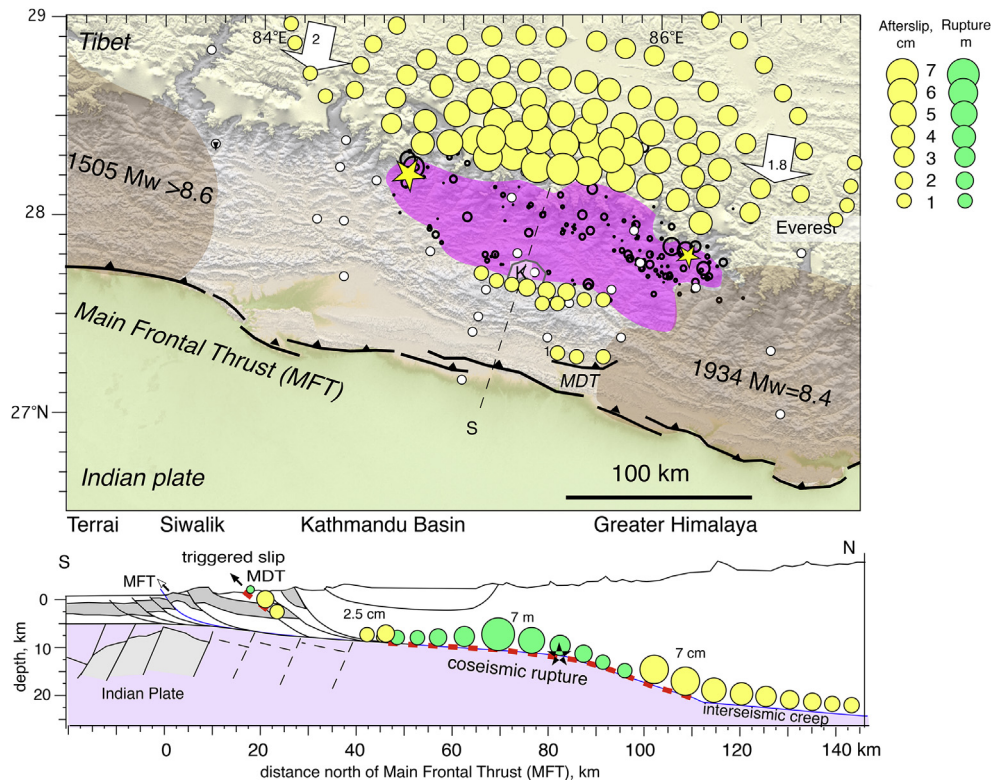 29
28
27°N
Tibet
84°E
86°E
2
1.8
1505 Mw >8.6
Everest
K
Main Frontal Thrust (MFT)
1
MDT
1934 Mw=8.4
S
Indian plate
100 km
Afterslip, cm
Rupture m
7
6
5
4
3
2
1
Terrai Siwalik Kathmandu Basin Greater Himalaya
S
N
triggered slip
MFT
MDT
2.5 cm
7 m
7 cm
coseismic rupture
interseismic creep
Indian Plate
depth, km
0
10
20
0 20 40 60 80 100 120 140 km
distance north of Main Frontal Thrust (MFT), km